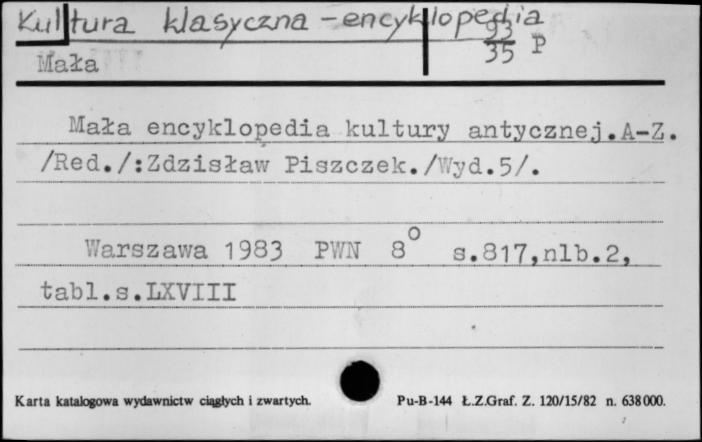 Kultura klasyczna - encyklopedia
93
35 P
Mała
Mała encyklopedia kultury antycznej.A-Z.
/Red./:Zdzisław Piszczek./Wyd.5/.
Warszawa 1983 PWN 8° s.817,nlb.2,
tabl.s.LXVIII
Karta katalogowa wydawnictw ciągłych i zwartych. Pu-B-144 Ł.Z.Graf. Z. 120/15/82 n. 638000.